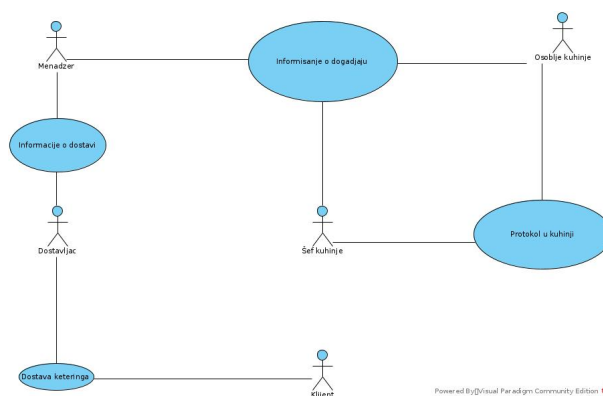 Menadzer
Informisanje o dogadjaju
Osoblje kuhinje
Informacije o dostavi
Dostavljac
Šef kuhinje
Protokol u kuhinji
Dostava keteringa
Klijent
Powered By Visual Paradigm Community Edition